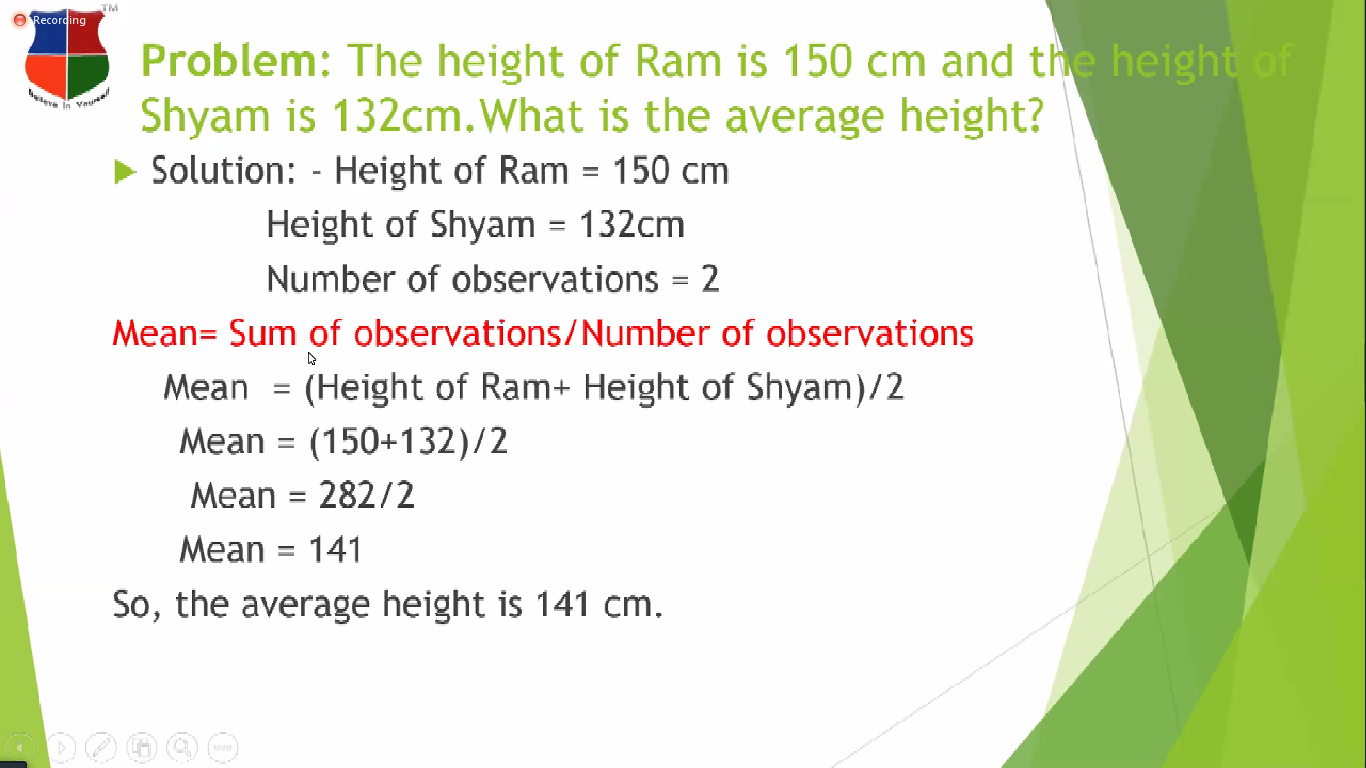 Recording
TM
Believe in Yourself
Problem: The height of Ram is 150 cm and the height of
Shyam is 132cm.What is the average height?
Solution: - Height of Ram = 150 cm
Height of Shyam = 132cm
Number of observations = 2
Mean= Sum of observations/Number of observations
Mean = (Height of Ram+ Height of Shyam)/2
Mean = (150+132)/2
Mean = 282/2
Mean = 141
So, the average height is 141 cm.